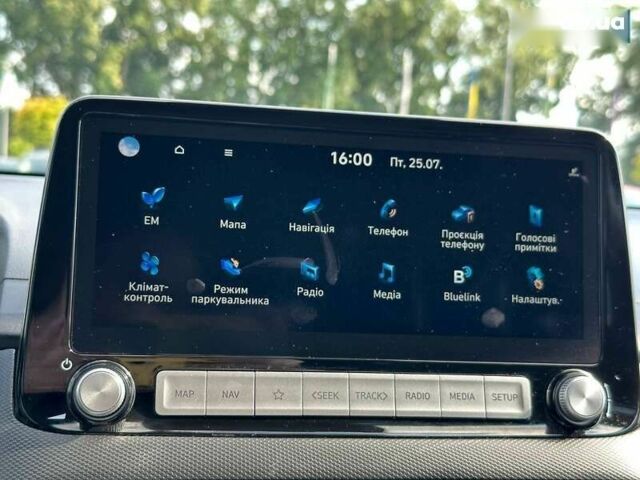 16:00 Пт, 25.07.
EM
Мапа
Навігація
Телефон
Проєкція
телефону
Голосові
примітки
Клімат-
контроль
Режим
паркувальника
Радіо
Медіа
B
Bluelink
Налаштув.
MAP NAV <SEEK TRACK> RADIO MEDIA SETUP